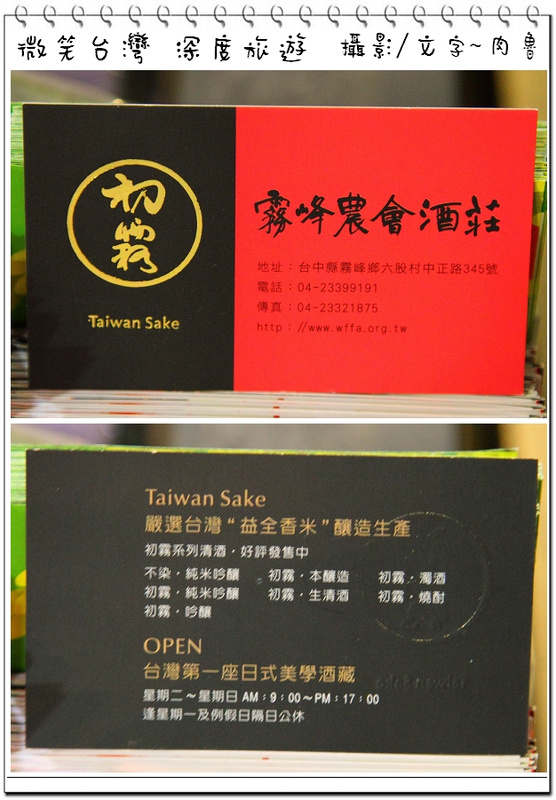 微笑台灣 深度旅遊 攝影/文字~肉魯
初霧
Taiwan Sake
霧峰農會酒莊
地址：台中縣霧峰鄉六股村中正路345號
電話：04-23399191
傳真：04-23321875
http：//www.wffa.org.tw
Taiwan Sake
嚴選台灣“益全香米”釀造生產
初霧系列清酒，好評發售中
不染・純米吟釀 初霧・本釀造 初霧・濁酒
初霧・純米吟釀 初霧・生清酒 初霧・燒酎
初霧・吟釀
OPEN
台灣第一座日式美學酒藏
星期二～星期日AM：9：00～PM：17：00
逢星期一及例假日隔日公休